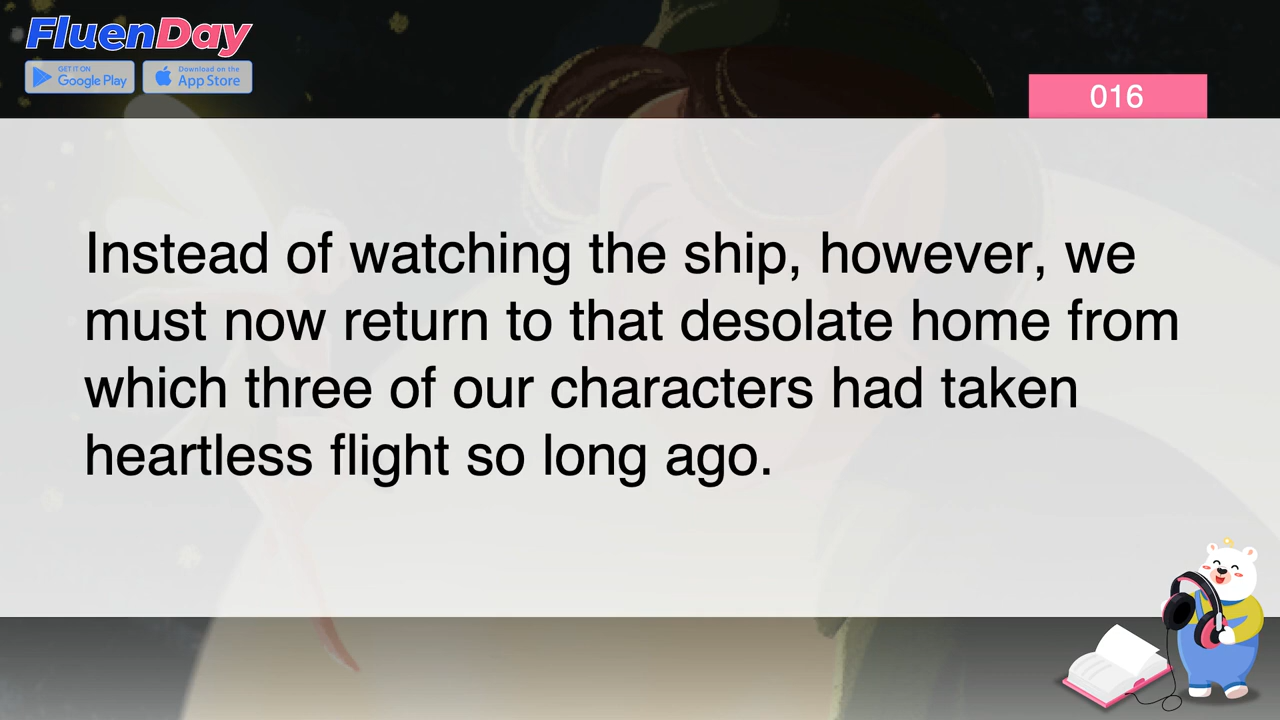 FluenDay
GET IT ON
Google Play
Download on the
App Store
016
Instead of watching the ship, however, we
must now return to that desolate home from
which three of our characters had taken
heartless flight so long ago.